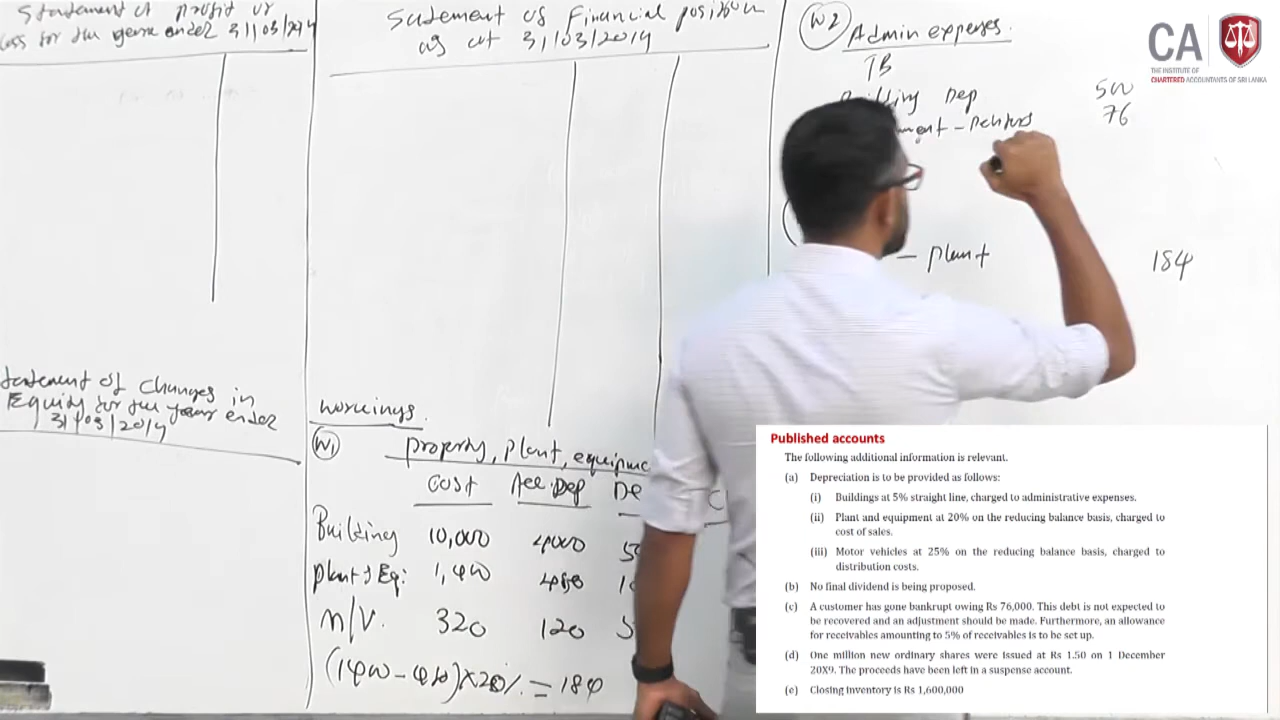 Statement of profit or
loss for the year ended 31/03/2014
Statement of Financial position
as at 31/03/2014
W2 Admin expenses.
TB
Building Dep 500
- Debtors 76
- plant 184
CA
THE INSTITUTE OF
CHARTERED ACCOUNTANTS OF SRI LANKA
Statement of changes in
Equity for the year ended
31/03/2014
workings.
W1 property, plant, equipme
Cost Acc: Dep De
Building 10,000 4000
Plant & Eq: 1,400 480
M/V. 320 120
× 20% = 184
Published accounts
The following additional information is relevant.
(a) Depreciation is to be provided as follows:
(i) Buildings at 5% straight line, charged to administrative expenses.
(ii) Plant and equipment at 20% on the reducing balance basis, charged to
cost of sales.
(iii) Motor vehicles at 25% on the reducing balance basis, charged to
distribution costs.
(b) No final dividend is being proposed.
(c) A customer has gone bankrupt owing Rs 76,000. This debt is not expected to
be recovered and an adjustment should be made. Furthermore, an allowance
for receivables amounting to 5% of receivables is to be set up.
(d) One million new ordinary shares were issued at Rs 1.50 on 1 December
20X9. The proceeds have been left in a suspense account.
(e) Closing inventory is Rs 1,600,000